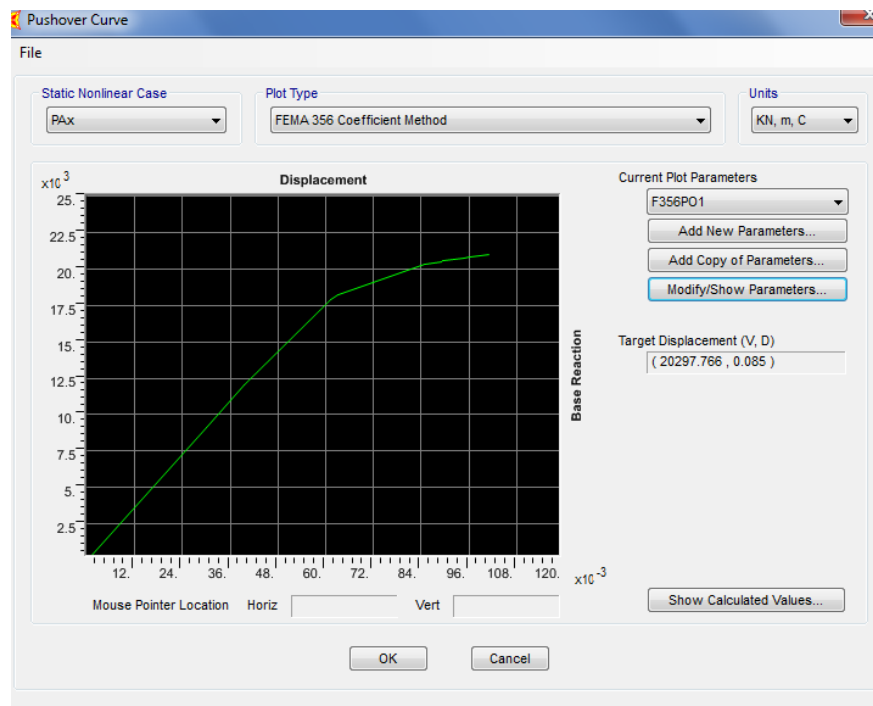 Pushover Curve
File
Static Nonlinear Case
PAx
Plot Type
FEMA 356 Coefficient Method
Units
KN, m, C
x10 3
Displacement
25.
22.5
20.
17.5
15.
12.5
10.
7.5
5.
2.5
12. 24. 36. 48. 60. 72. 84. 96. 108. 120. x10 -3
Base Reaction
Mouse Pointer Location Horiz Vert
Current Plot Parameters
F356PO1
Add New Parameters...
Add Copy of Parameters...
Modify/Show Parameters...
Target Displacement (V, D)
( 20297.766 , 0.085 )
Show Calculated Values...
OK Cancel